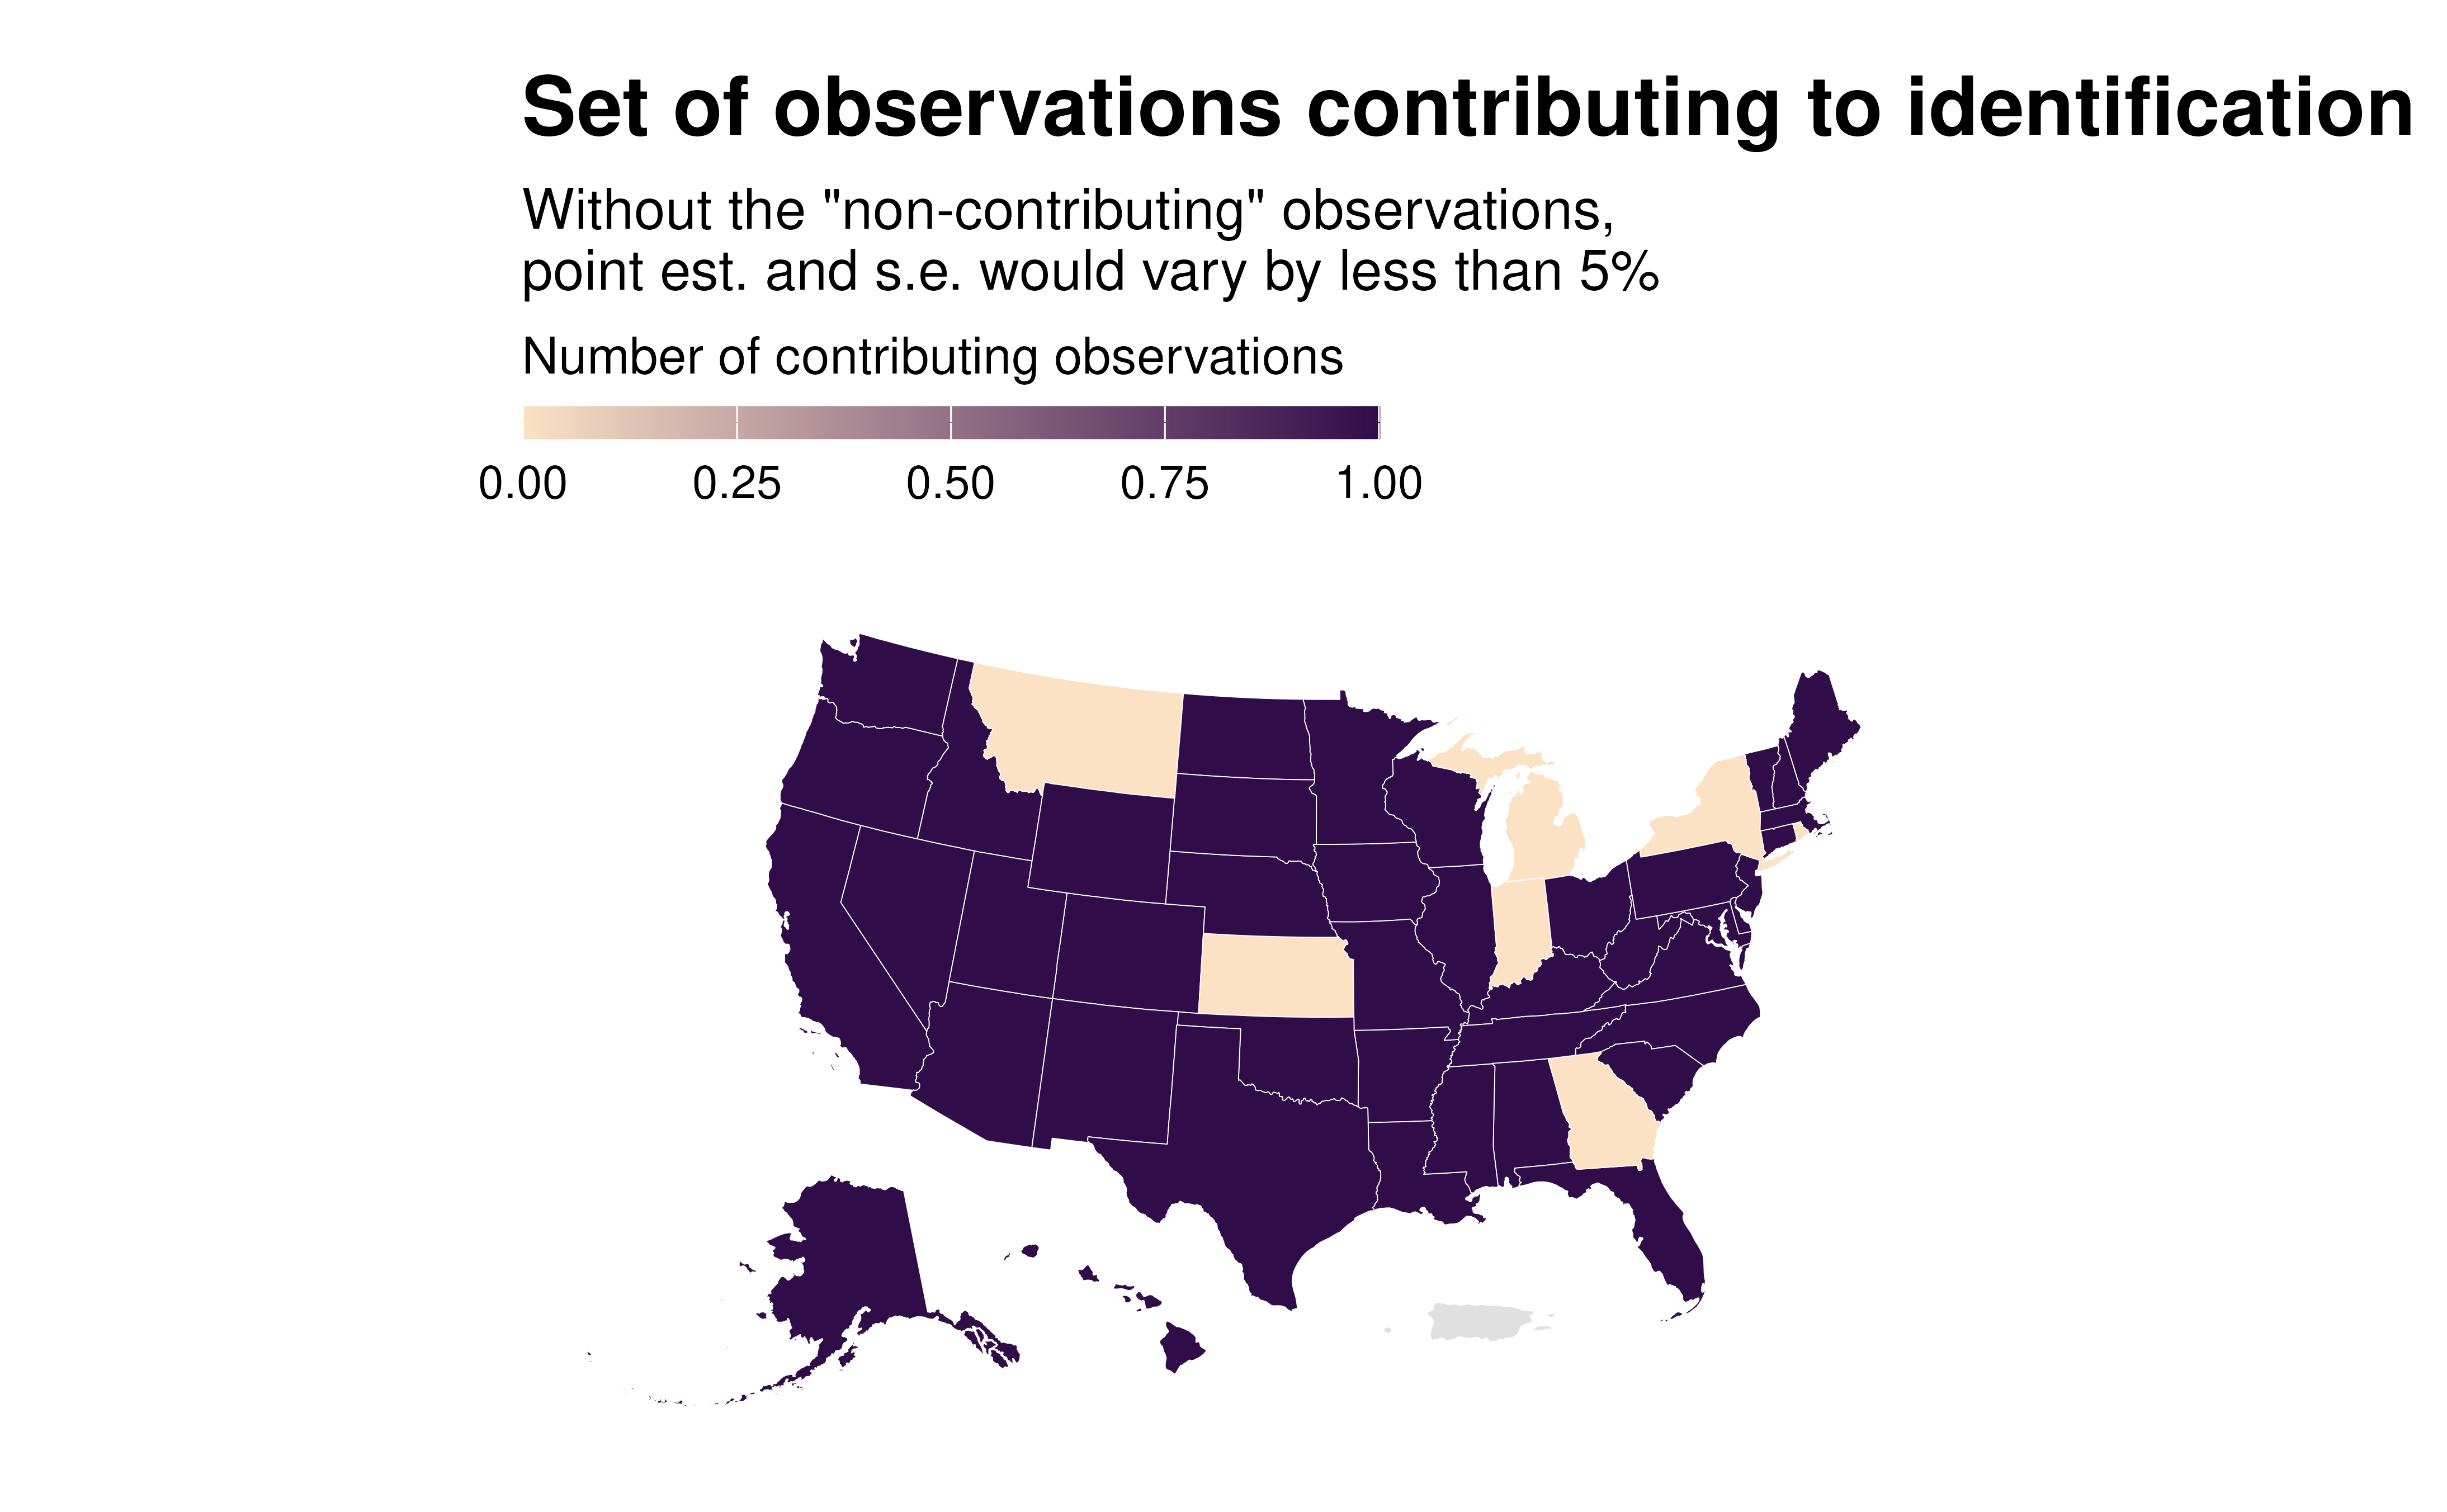 Set of observations contributing to identification
Without the "non-contributing" observations,
point est. and s.e. would vary by less than 5%
Number of contributing observations
0.00 0.25 0.50 0.75 1.00